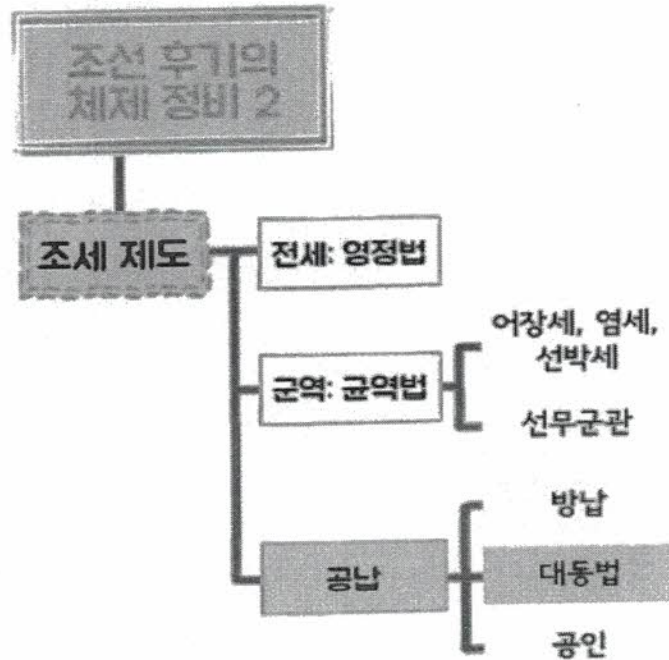 조선 후기의
체제 정비 2
조세 제도
전세: 영정법
군역: 균역법
어장세, 염세,
선박세
선무군관
공납
방납
대동법
공인